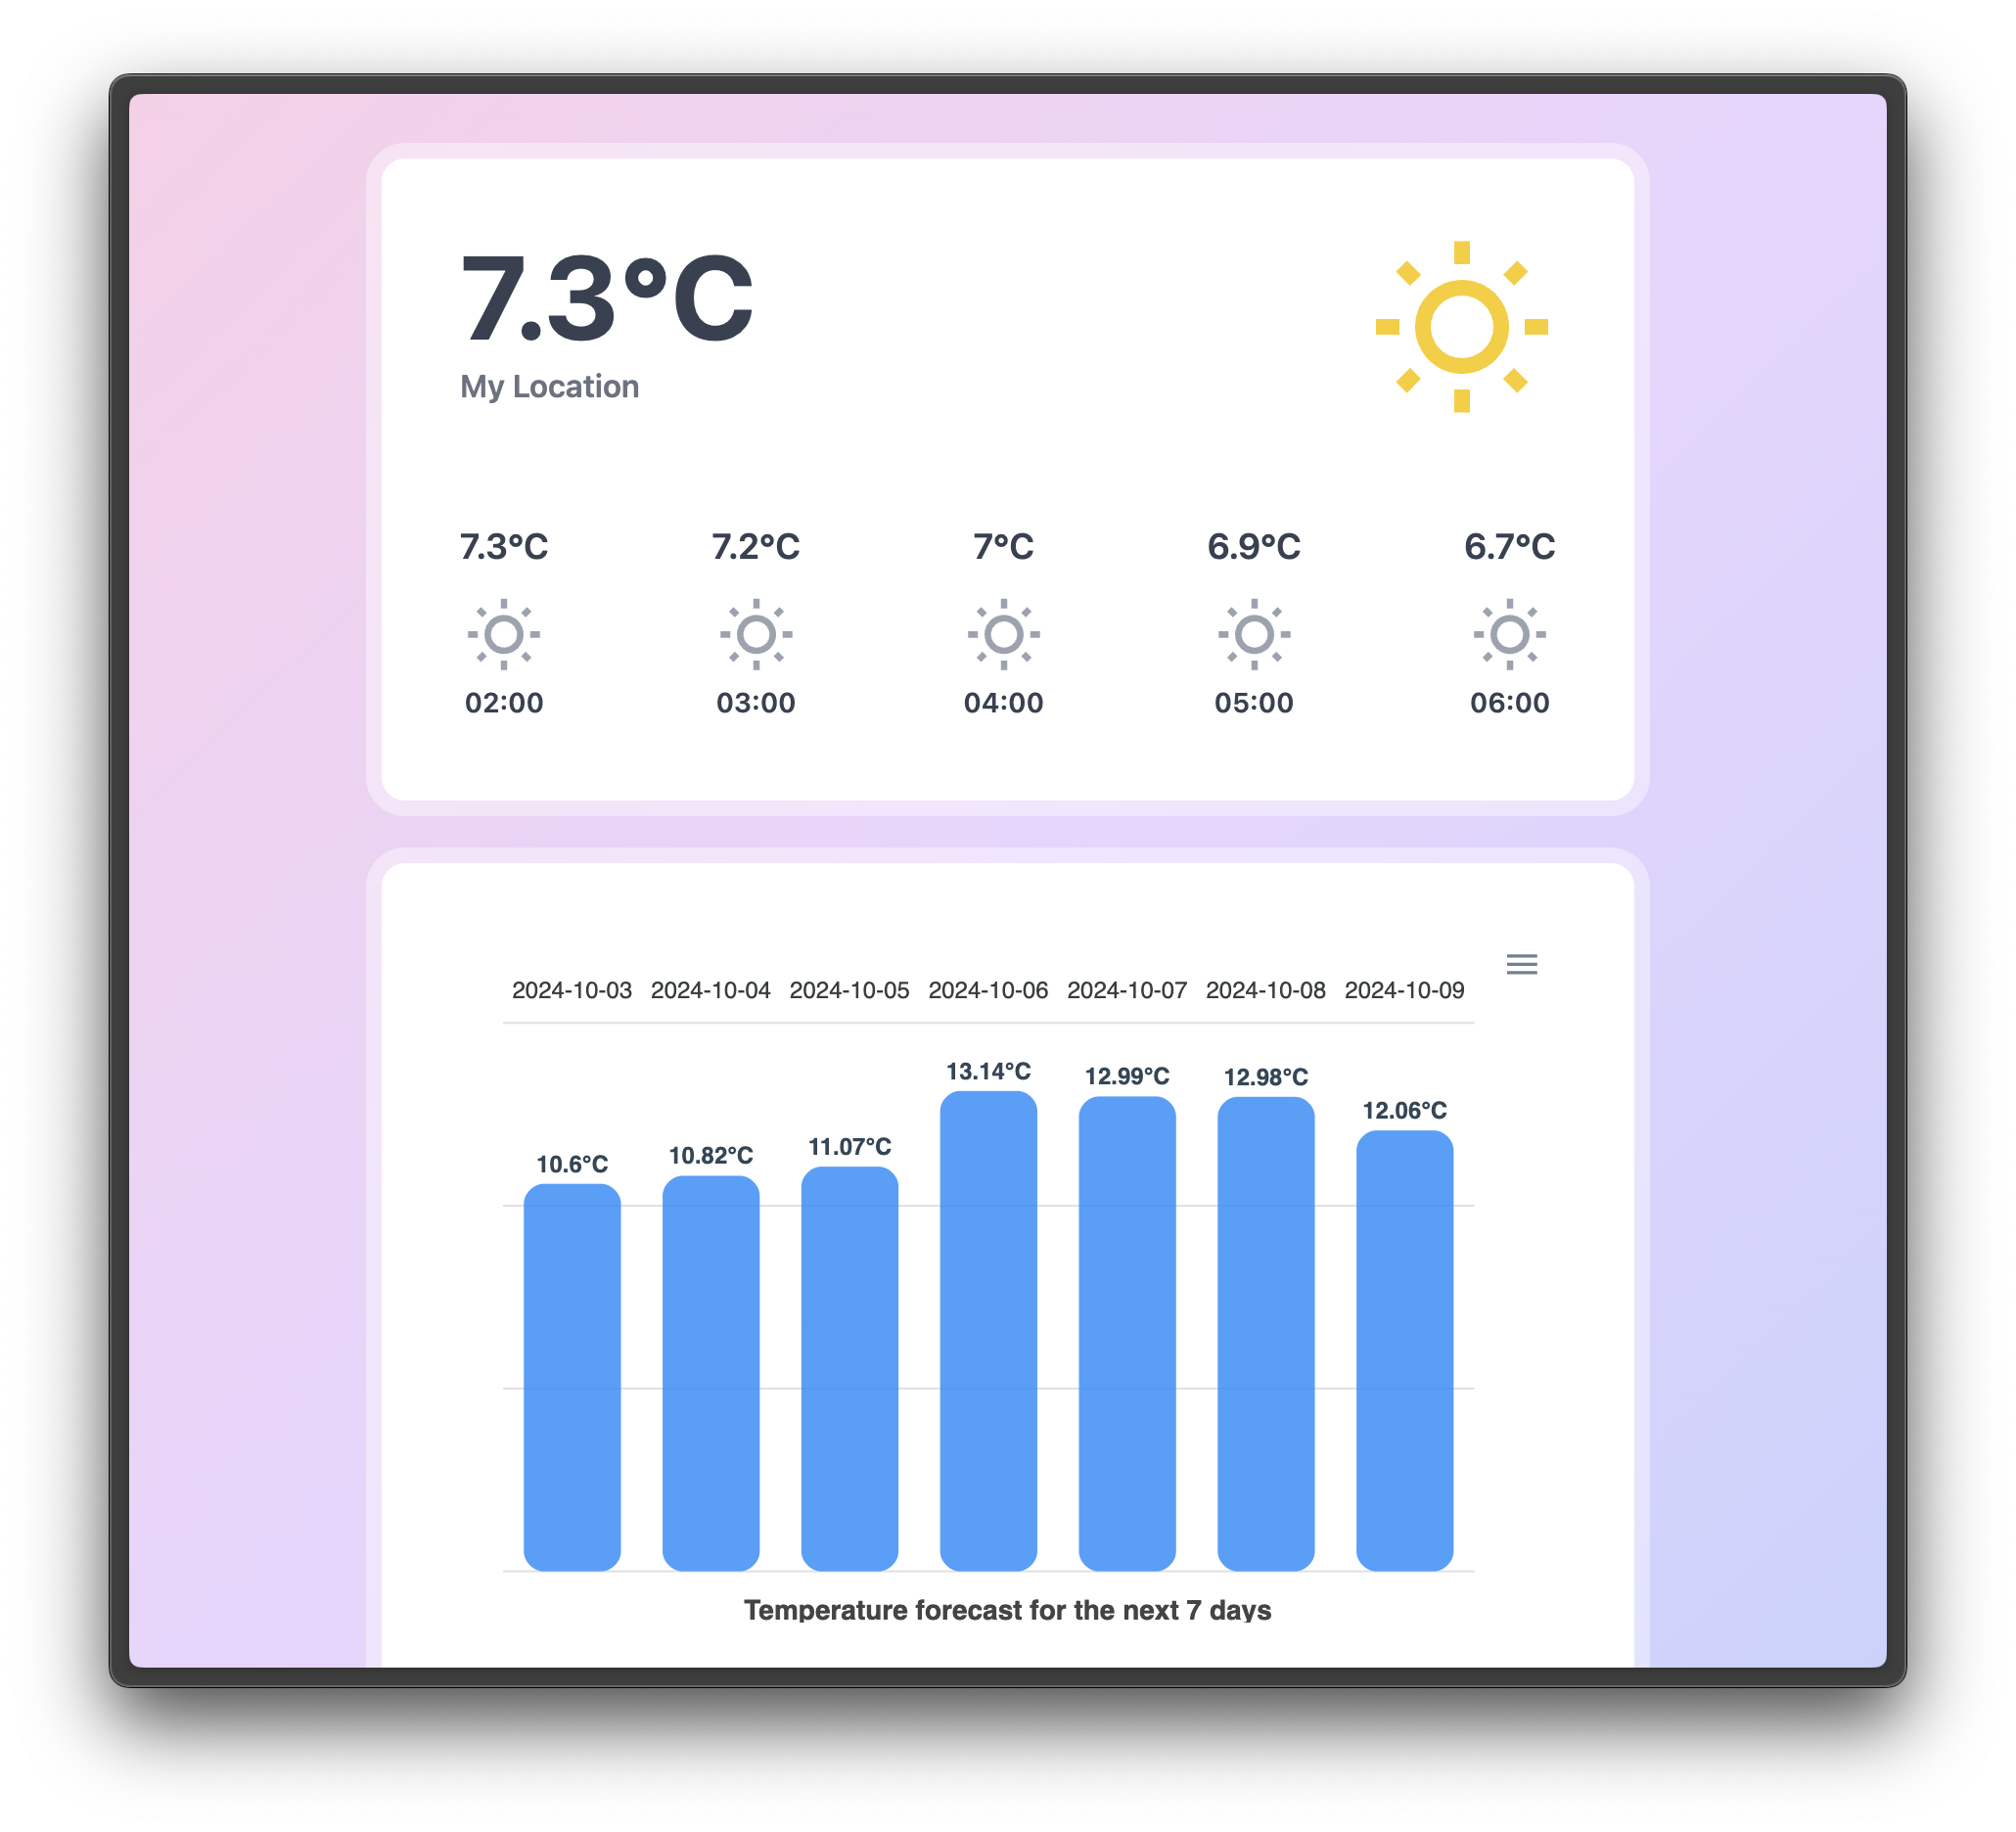 7.3°C
My Location
7.3°C 7.2°C 7°C 6.9°C 6.7°C
02:00 03:00 04:00 05:00 06:00
2024-10-03 2024-10-04 2024-10-05 2024-10-06 2024-10-07 2024-10-08 2024-10-09
10.6°C 10.82°C 11.07°C 13.14°C 12.99°C 12.98°C 12.06°C
Temperature forecast for the next 7 days